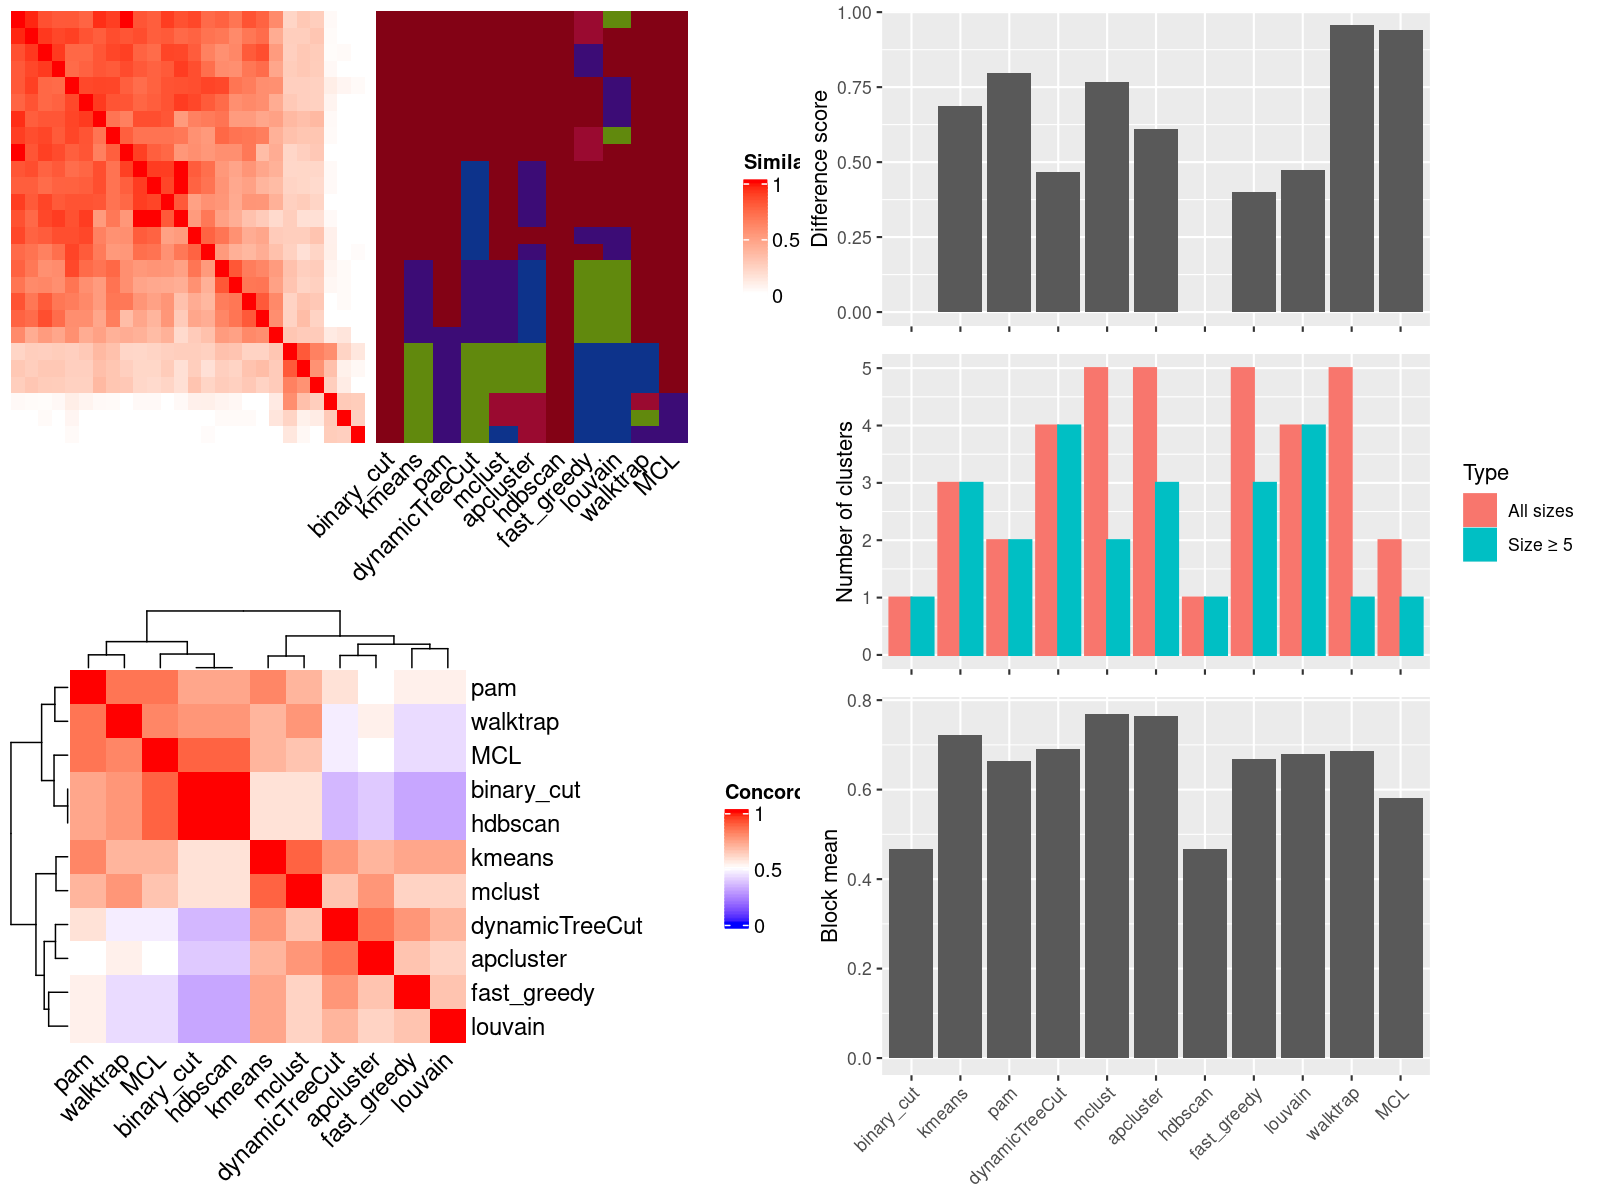 Simila
1
0.5
0
binary_cut
kmeans
pam
dynamicTreeCut
mclust
apcluster
hdbscan
fast_greedy
louvain
walktrap
MCL
Difference score
1.00
0.75
0.50
0.25
0.00
Number of clusters
5
4
3
2
1
0
Type
All sizes
Size ≥ 5
pam
walktrap
MCL
binary_cut
hdbscan
kmeans
mclust
dynamicTreeCut
apcluster
fast_greedy
louvain
pam
walktrap
MCL
binary_cut
hdbscan
kmeans
mclust
dynamicTreeCut
apcluster
fast_greedy
louvain
Concord
1
0.5
0
Block mean
0.8
0.6
0.4
0.2
0.0
binary_cut
kmeans
pam
dynamicTreeCut
mclust
apcluster
hdbscan
fast_greedy
louvain
walktrap
MCL